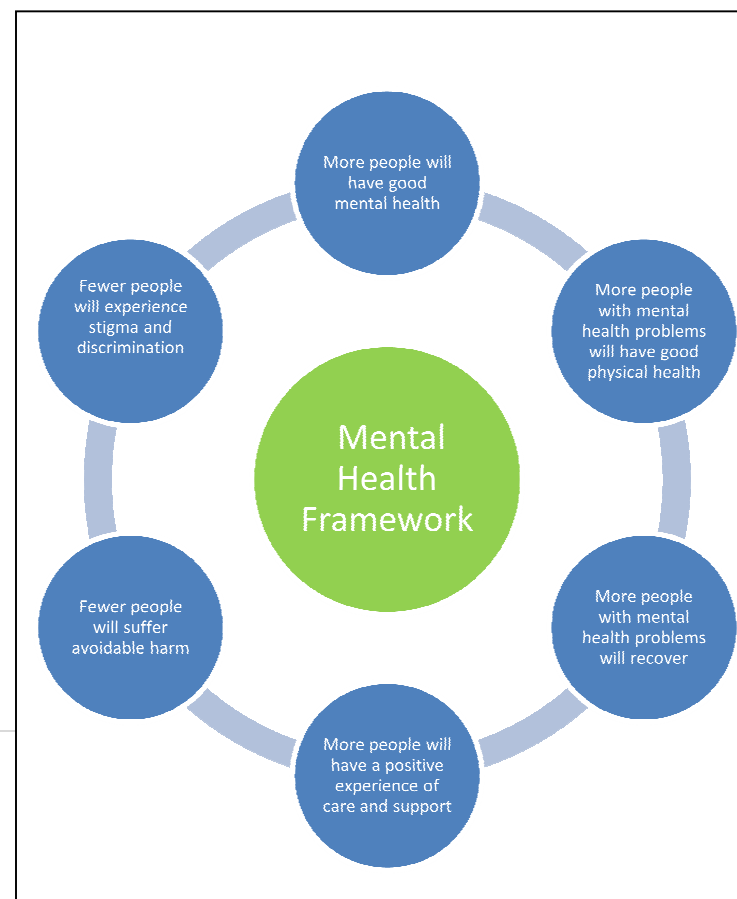 More people will
have good
mental health
More people
with mental
health problems
will have good
physical health
More people
with mental
health problems
will recover
More people will
have a positive
experience of
care and support
Fewer people
will suffer
avoidable harm
Fewer people
will experience
stigma and
discrimination
Mental
Health
Framework